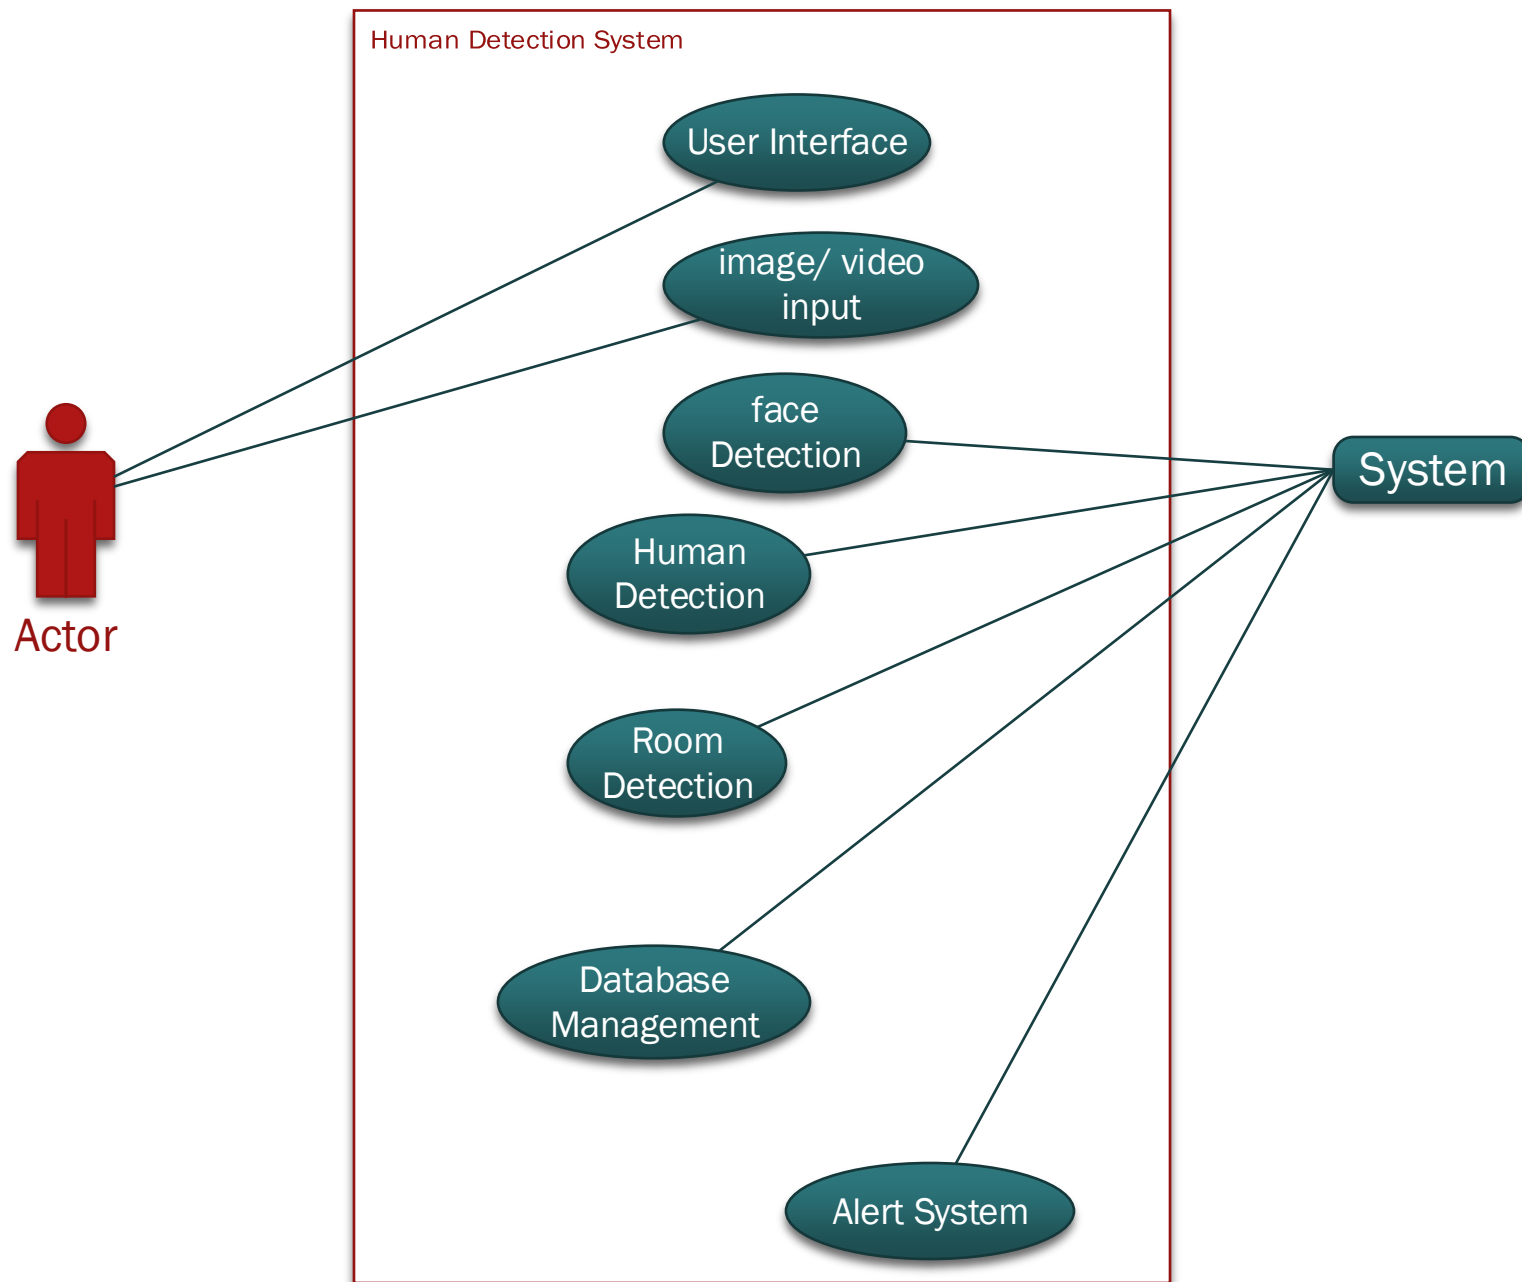 Human Detection System
User Interface
image/ video
input
face
Detection
System
Human
Detection
Actor
Room
Detection
Database
Management
Alert System